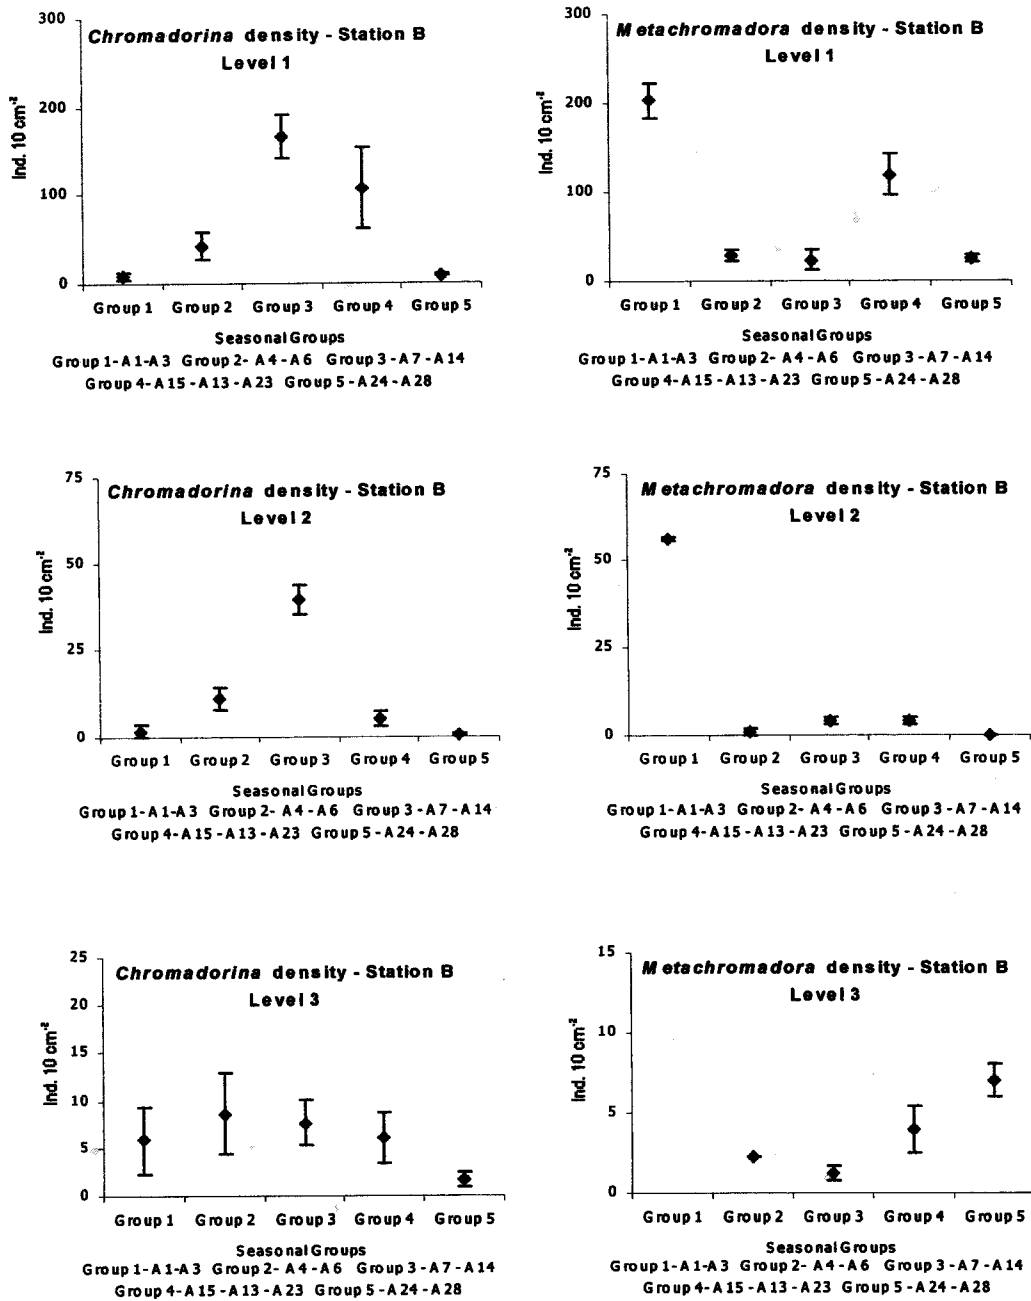 Chromadorina density - Station B
Level 1
300
200
100
0
Ind. 10 cm-2
Group 1 Group 2 Group 3 Group 4 Group 5
Seasonal Groups
Group 1-A1-A3 Group 2- A4-A6 Group 3-A7-A14
Group 4-A15-A13-A23 Group 5-A24-A28
Metachromadora density - Station B
Level 1
300
200
100
0
Ind. 10 cm-2
Group 1 Group 2 Group 3 Group 4 Group 5
Seasonal Groups
Group 1-A1-A3 Group 2- A4-A6 Group 3-A7-A14
Group 4-A15-A13-A23 Group 5-A24-A28
Chromadorina density - Station B
Level 2
75
50
25
0
Ind. 10 cm-2
Group 1 Group 2 Group 3 Group 4 Group 5
Seasonal Groups
Group 1-A1-A3 Group 2- A4-A6 Group 3-A7-A14
Group 4-A15-A13-A23 Group 5-A24-A28
Metachromadora density - Station B
Level 2
75
50
25
0
Ind. 10 cm-2
Group 1 Group 2 Group 3 Group 4 Group 5
Seasonal Groups
Group 1-A1-A3 Group 2- A4-A6 Group 3-A7-A14
Group 4-A15-A13-A23 Group 5-A24-A28
Chromadorina density - Station B
Level 3
25
20
15
10
5
0
Ind. 10 cm-2
Group 1 Group 2 Group 3 Group 4 Group 5
Seasonal Groups
Group 1-A1-A3 Group 2- A4-A6 Group 3-A7-A14
Group 4-A15-A13-A23 Group 5-A24-A28
Metachromadora density - Station B
Level 3
15
10
5
0
Ind. 10 cm-2
Group 1 Group 2 Group 3 Group 4 Group 5
Seasonal Groups
Group 1-A1-A3 Group 2- A4-A6 Group 3-A7-A14
Group 4-A15-A13-A23 Group 5-A24-A28